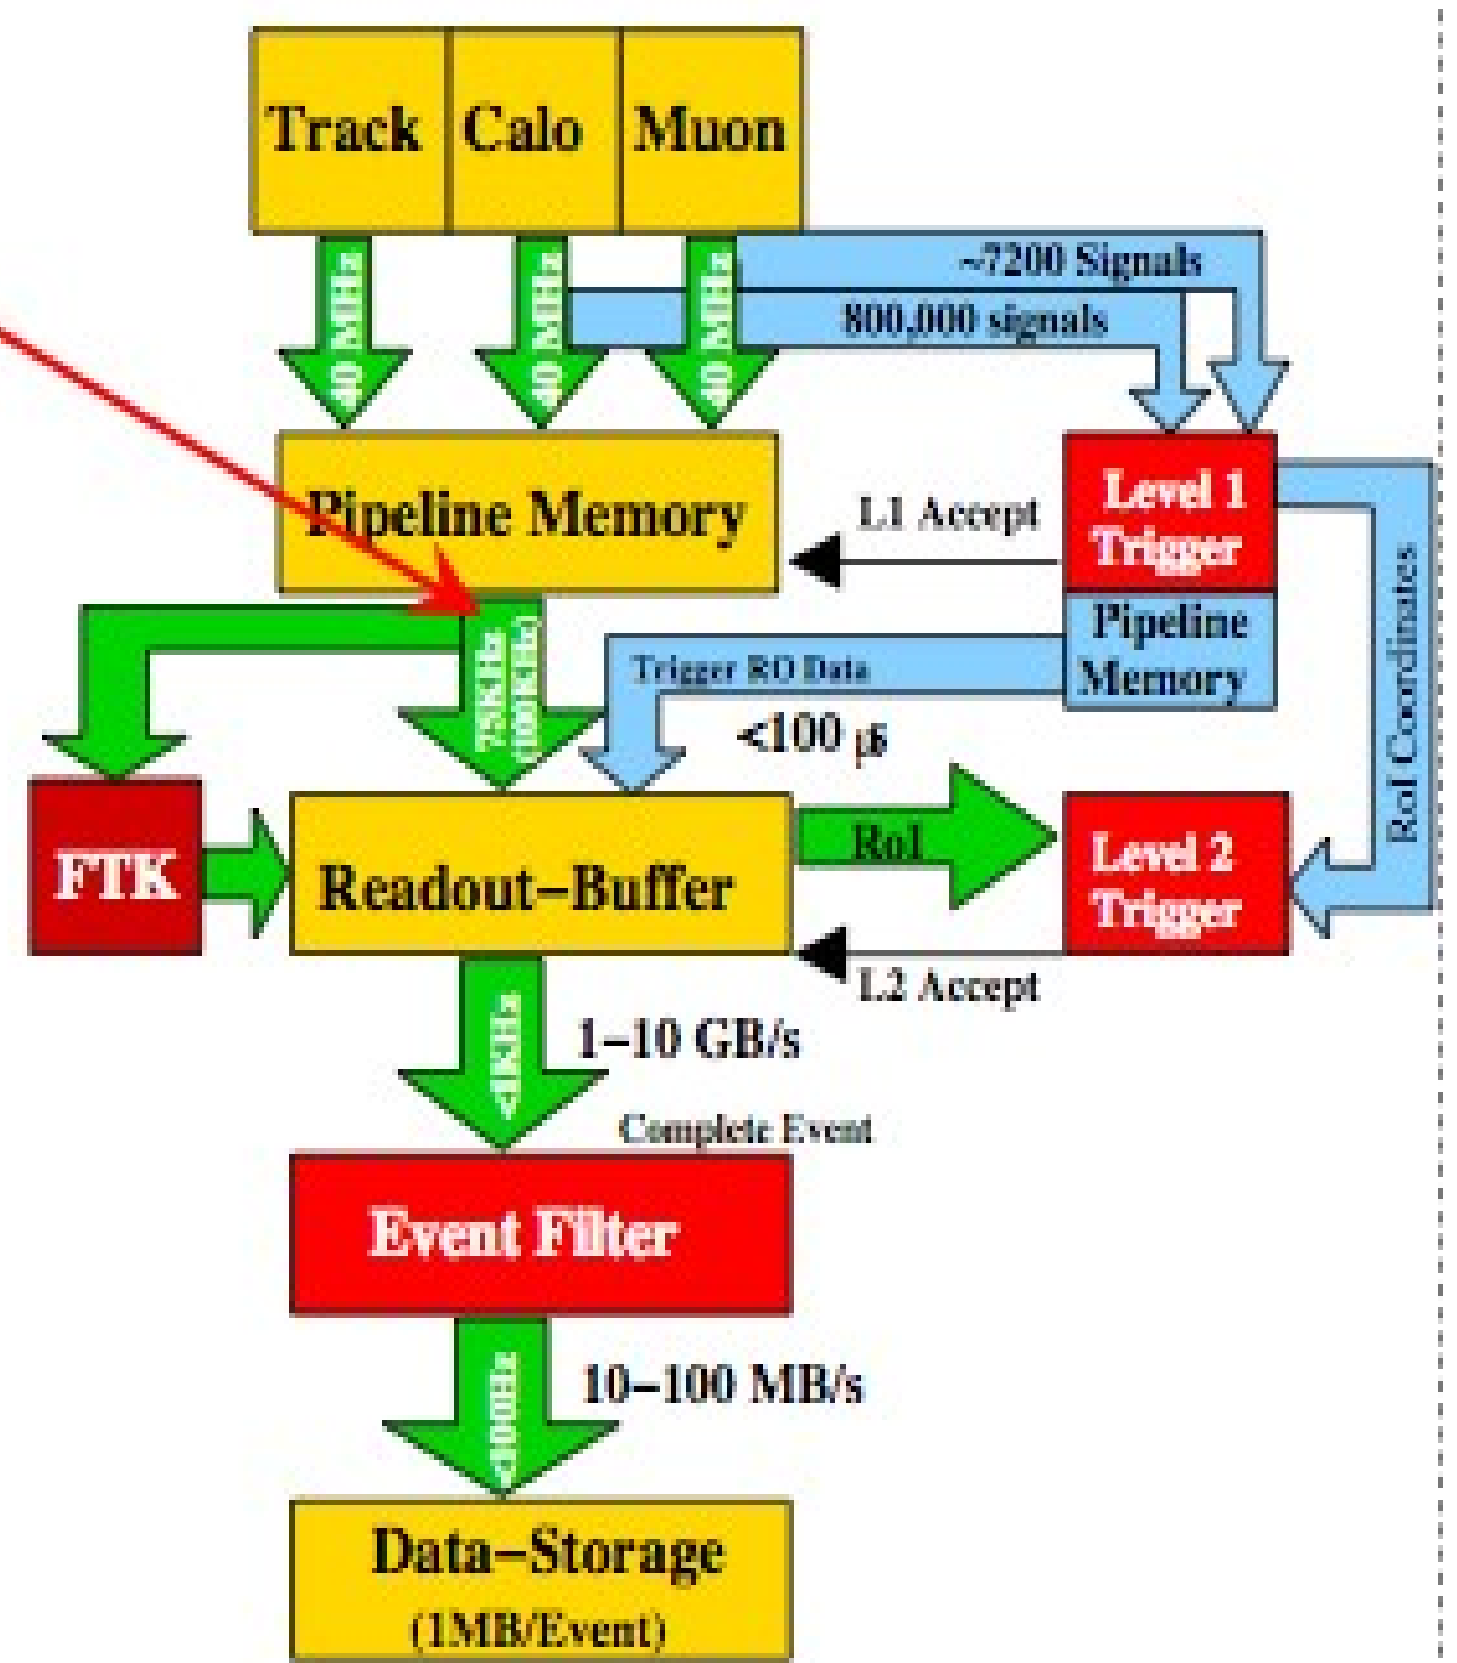 Track Calo Muon
~7200 Signals
800,000 signals
40 MHz 40 MHz 40 MHz
Pipeline Memory
L1 Accept
Level 1
Trigger
Pipeline
Memory
RoI Coordinates
75KHz
(100KHz)
Trigger RO Data
<100 μs
FTK
Readout-Buffer
RoI
Level 2
Trigger
L2 Accept
<1KHz
1-10 GB/s
Complete Event
Event Filter
<100Hz
10-100 MB/s
Data-Storage
(1MB/Event)